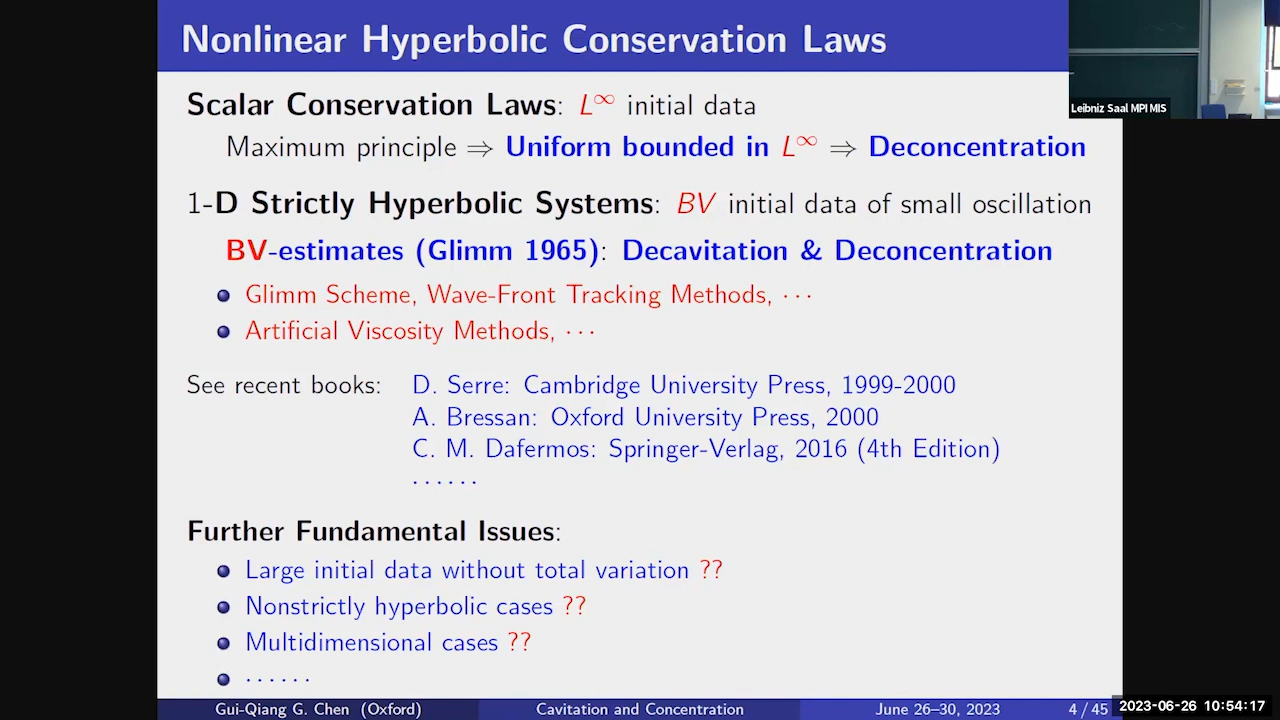 Nonlinear Hyperbolic Conservation Laws
Leibniz Saal MPI MIS
Scalar Conservation Laws: L∞ initial data
Maximum principle ⇒ Uniform bounded in L∞ ⇒ Deconcentration
1-D Strictly Hyperbolic Systems: BV initial data of small oscillation
BV-estimates (Glimm 1965): Decavitation & Deconcentration
Glimm Scheme, Wave-Front Tracking Methods, · · ·
Artificial Viscosity Methods, · · ·
See recent books: D. Serre: Cambridge University Press, 1999-2000
A. Bressan: Oxford University Press, 2000
C. M. Dafermos: Springer-Verlag, 2016 (4th Edition)
· · · · · ·
Further Fundamental Issues:
Large initial data without total variation ??
Nonstrictly hyperbolic cases ??
Multidimensional cases ??
· · · · · ·
Gui-Qiang G. Chen (Oxford) Cavitation and Concentration June 26–30, 2023 4 / 45
2023-06-26 10:54:17